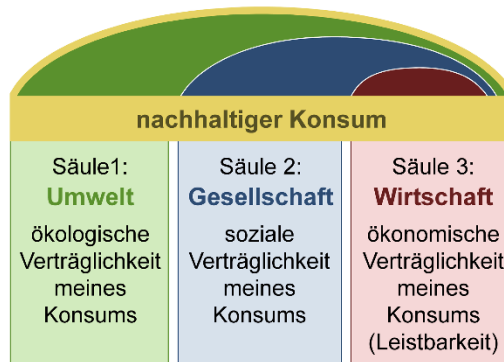 nachhaltiger Konsum
Säule1:
Umwelt
ökologische
Verträglichkeit
meines
Konsums
Säule 2:
Gesellschaft
soziale
Verträglichkeit
meines
Konsums
Säule 3:
Wirtschaft
ökonomische
Verträglichkeit
meines
Konsums
(Leistbarkeit)